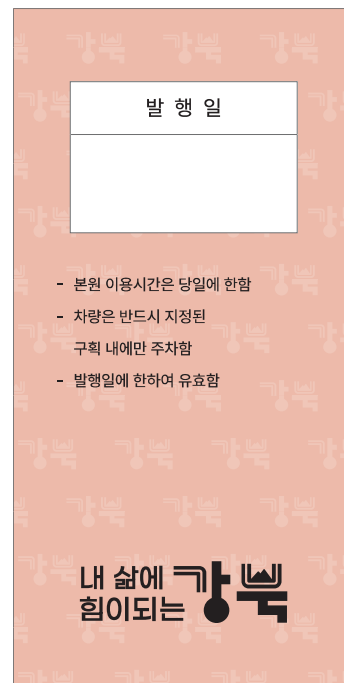 발 행 일
- 본원 이용시간은 당일에 한함
- 차량은 반드시 지정된
구획 내에만 주차함
- 발행일에 한하여 유효함
내 삶에
힘이되는 강북